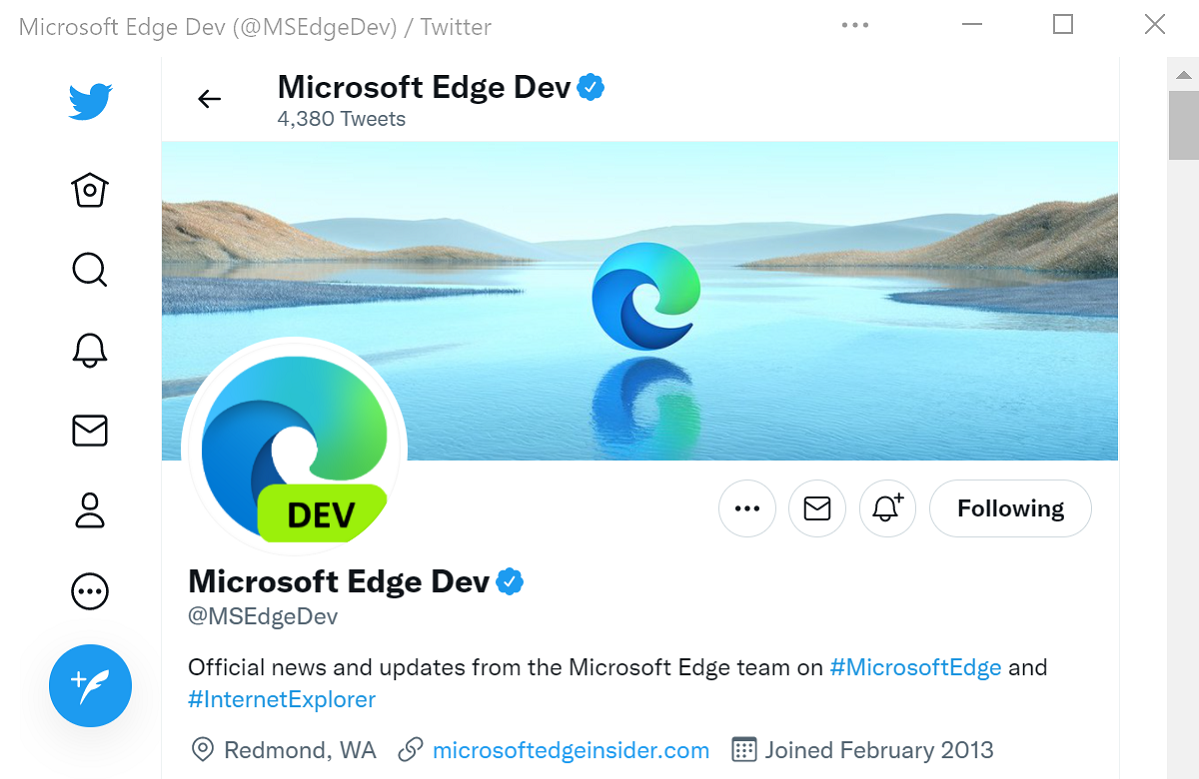 Microsoft Edge Dev (@MSEdgeDev) / Twitter
Microsoft Edge Dev
4,380 Tweets
DEV
Following
Microsoft Edge Dev
@MSEdgeDev
Official news and updates from the Microsoft Edge team on #MicrosoftEdge and
#InternetExplorer
Redmond, WA microsoftedgeinsider.com Joined February 2013